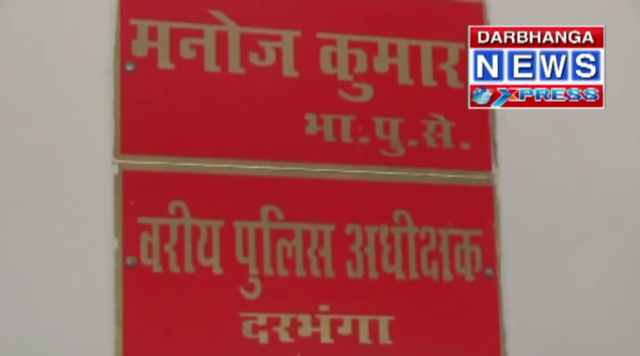 मनोज कुमार
भा.पु.से.
वरीय पुलिस अधीक्षक
दरभंगा
DARBHANGA
NEWS
XPRESS